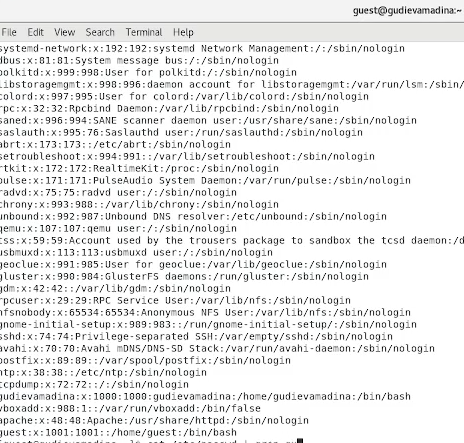 guest@gudievamadina:~
File Edit View Search Terminal Help
systemd-network:x:192:192:systemd Network Management:/:/sbin/nologin
dbus:x:81:81:System message bus:/:/sbin/nologin
polkitd:x:999:998:User for polkitd:/:/sbin/nologin
libstoragemgmt:x:998:996:daemon account for libstoragemgmt:/var/run/lsm:/sbin/
colord:x:997:995:User for colord:/var/lib/colord:/sbin/nologin
rpc:x:32:32:Rpcbind Daemon:/var/lib/rpcbind:/sbin/nologin
saned:x:996:994:SANE scanner daemon user:/usr/share/sane:/sbin/nologin
saslauth:x:995:76:Saslauthd user:/run/saslauthd:/sbin/nologin
abrt:x:173:173::/etc/abrt:/sbin/nologin
setroubleshoot:x:994:991::/var/lib/setroubleshoot:/sbin/nologin
rtkit:x:172:172:RealtimeKit:/proc:/sbin/nologin
pulse:x:171:171:PulseAudio System Daemon:/var/run/pulse:/sbin/nologin
radvd:x:75:75:radvd user:/:/sbin/nologin
chrony:x:993:988::/var/lib/chrony:/sbin/nologin
unbound:x:992:987:Unbound DNS resolver:/etc/unbound:/sbin/nologin
qemu:x:107:107:qemu user:/:/sbin/nologin
tss:x:59:59:Account used by the trousers package to sandbox the tcsd daemon:/d
usbmuxd:x:113:113:usbmuxd user:/:/sbin/nologin
geoclue:x:991:985:User for geoclue:/var/lib/geoclue:/sbin/nologin
gluster:x:990:984:GlusterFS daemons:/run/gluster:/sbin/nologin
gdm:x:42:42::/var/lib/gdm:/sbin/nologin
rpcuser:x:29:29:RPC Service User:/var/lib/nfs:/sbin/nologin
nfsnobody:x:65534:65534:Anonymous NFS User:/var/lib/nfs:/sbin/nologin
gnome-initial-setup:x:989:983::/run/gnome-initial-setup/:/sbin/nologin
sshd:x:74:74:Privilege-separated SSH:/var/empty/sshd:/sbin/nologin
avahi:x:70:70:Avahi mDNS/DNS-SD Stack:/var/run/avahi-daemon:/sbin/nologin
postfix:x:89:89::/var/spool/postfix:/sbin/nologin
ntp:x:38:38::/etc/ntp:/sbin/nologin
tcpdump:x:72:72::/:/sbin/nologin
gudievamadina:x:1000:1000:gudievamadina:/home/gudievamadina:/bin/bash
vboxadd:x:988:1::/var/run/vboxadd:/bin/false
apache:x:48:48:Apache:/usr/share/httpd:/sbin/nologin
guest:x:1001:1001::/home/guest:/bin/bash